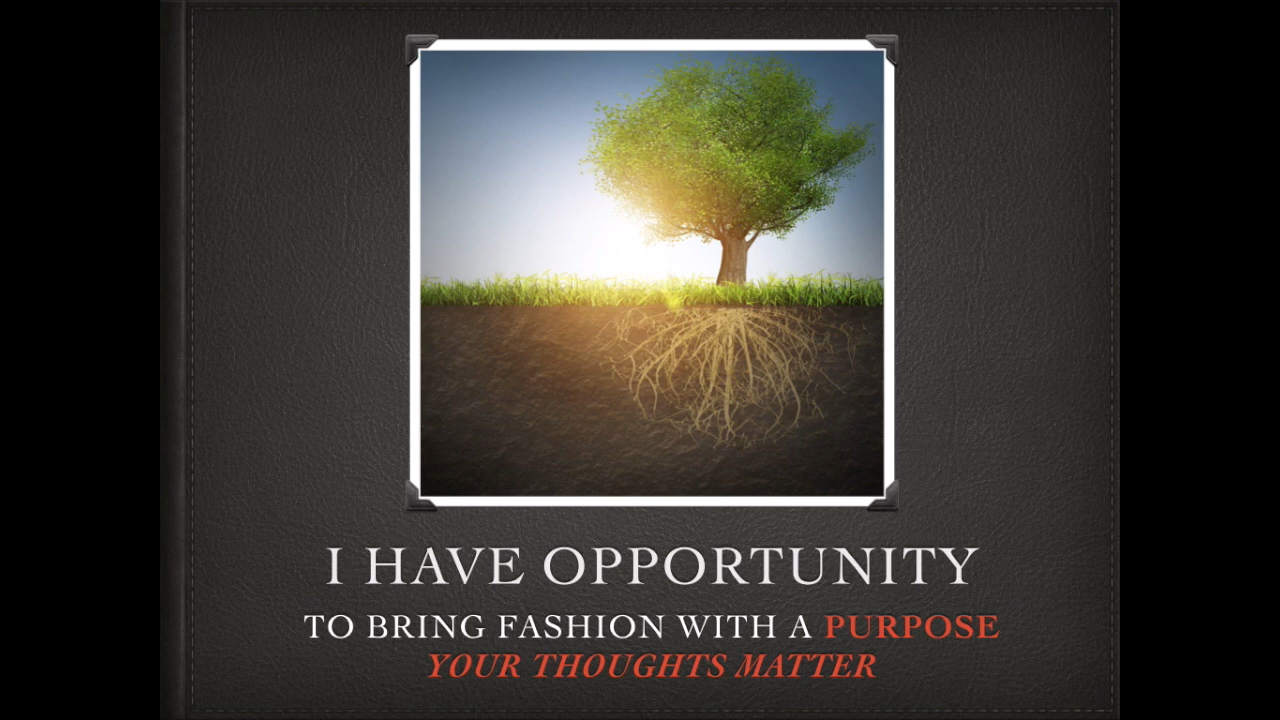 I HAVE OPPORTUNITY
TO BRING FASHION WITH A PURPOSE
YOUR THOUGHTS MATTER